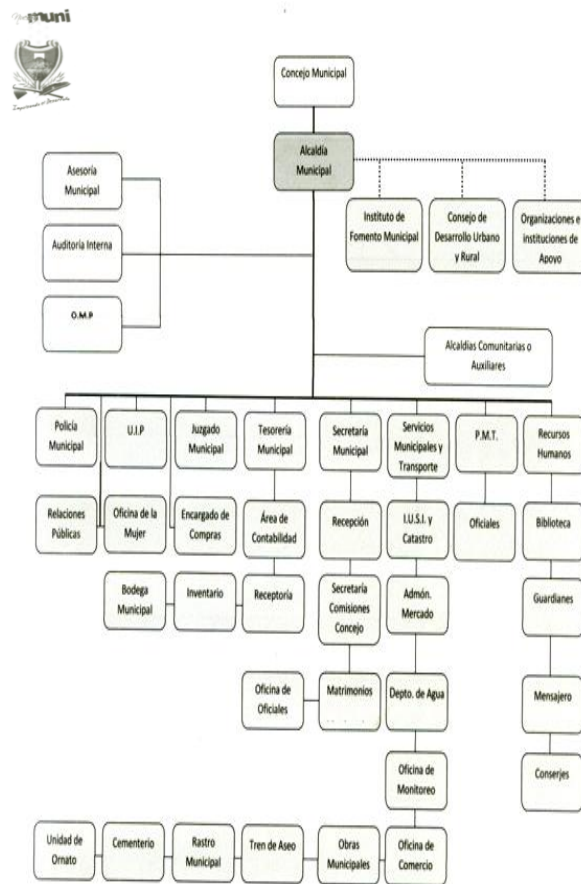 muni
Concejo Municipal
Alcaldía
Municipal
Asesoría
Municipal
Auditoría Interna
O.M.P
Instituto de
Fomento Municipal
Consejo de
Desarrollo Urbano
y Rural
Organizaciones e
instituciones de
Apoyo
Alcaldías Comunitarias o
Auxiliares
Policía
Municipal
U.I.P
Juzgado
Municipal
Tesorería
Municipal
Secretaría
Municipal
Servicios
Municipales y
Transporte
P.M.T.
Recursos
Humanos
Relaciones
Públicas
Oficina de la
Mujer
Encargado de
Compras
Área de
Contabilidad
Recepción
I.U.S.I. y
Catastro
Oficiales
Biblioteca
Bodega
Municipal
Inventario
Receptoría
Secretaría
Comisiones
Concejo
Admón.
Mercado
Guardianes
Oficina de
Oficiales
Matrimonios
Depto. de Agua
Mensajero
Oficina de
Monitoreo
Conserjes
Unidad de
Ornato
Cementerio
Rastro
Municipal
Tren de Aseo
Obras
Municipales
Oficina de
Comercio